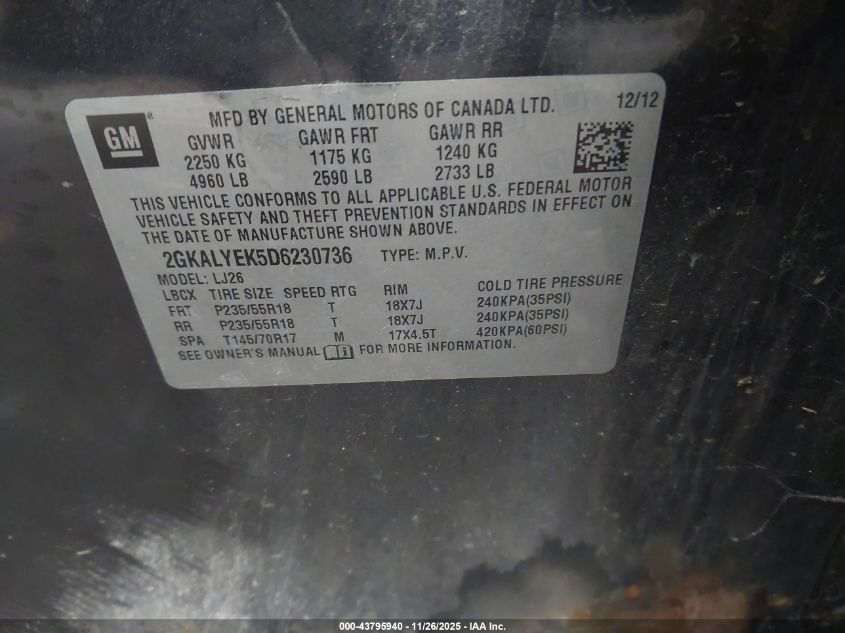 MFD BY GENERAL MOTORS OF CANADA LTD. 12/12
GM
GVWR GAWR FRT GAWR RR
2250 KG 1175 KG 1240 KG
4960 LB 2590 LB 2733 LB
THIS VEHICLE CONFORMS TO ALL APPLICABLE U.S. FEDERAL MOTOR
VEHICLE SAFETY AND THEFT PREVENTION STANDARDS IN EFFECT ON
THE DATE OF MANUFACTURE SHOWN ABOVE.
2GKALYEK5D6230736 TYPE: M.P.V.
MODEL: LJ26
LBCX TIRE SIZE SPEED RTG RIM COLD TIRE PRESSURE
FRT P235/55R18 T 18X7J 240KPA(35PSI)
RR P235/55R18 T 18X7J 240KPA(35PSI)
SPA T145/70R17 M 17X4.5T 420KPA(60PSI)
SEE OWNER'S MANUAL FOR MORE INFORMATION.
000-43795940 - 11/26/2025 - IAA Inc.